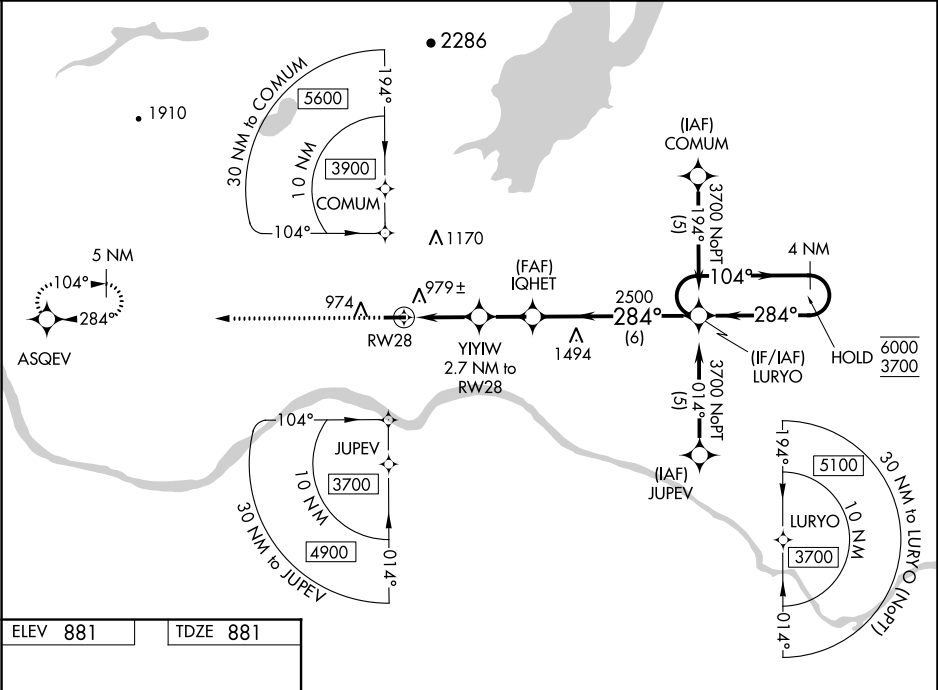 2286
1910
30 NM to COMUM
5600
194°
10 NM
3900
COMUM
104°
1170
(IAF)
COMUM
3700 NoPT
194°
(5)
4 NM
104°
5 NM
104°
284°
ASQEV
974
979±
RW28
(FAF)
IQHET
YIYIW
2.7 NM to
RW28
2500
284°
(6)
1494
284°
(IF/IAF)
LURYO
HOLD
6000
3700
3700 NoPT
014°
(5)
(IAF)
JUPEV
104°
JUPEV
10 NM
3700
30 NM to JUPEV
4900
014°
194°
5100
30 NM to LURYO (NoPT)
10 NM
LURYO
3700
014°
ELEV 881
TDZE 881